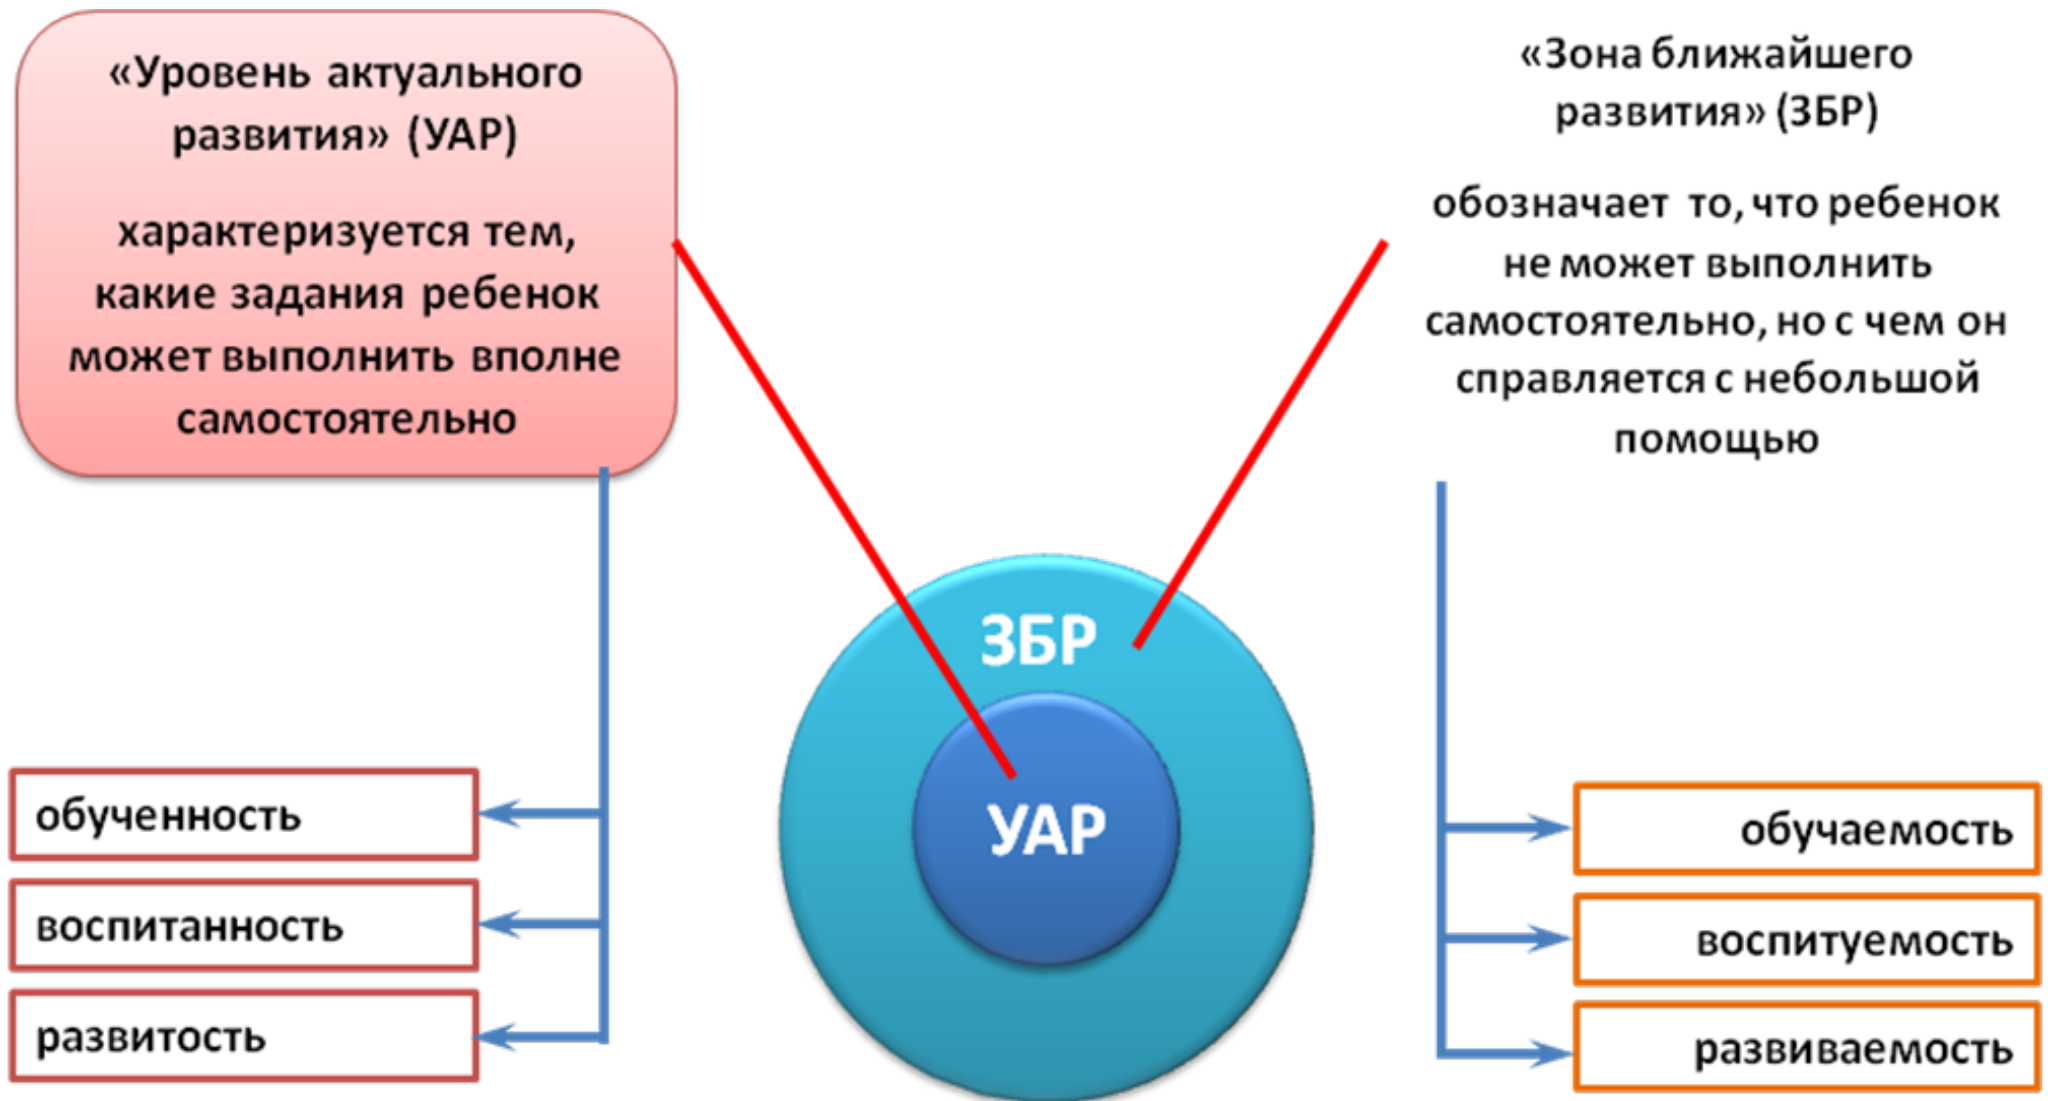 «Уровень актуального
развития» (УАР)
характеризуется тем,
какие задания ребенок
может выполнить вполне
самостоятельно
«Зона ближайшего
развития» (ЗБР)
обозначает то, что ребенок
не может выполнить
самостоятельно, но с чем он
справляется с небольшой
помощью
ЗБР
УАР
обученность
воспитанность
развитость
обучаемость
воспитуемость
развиваемость